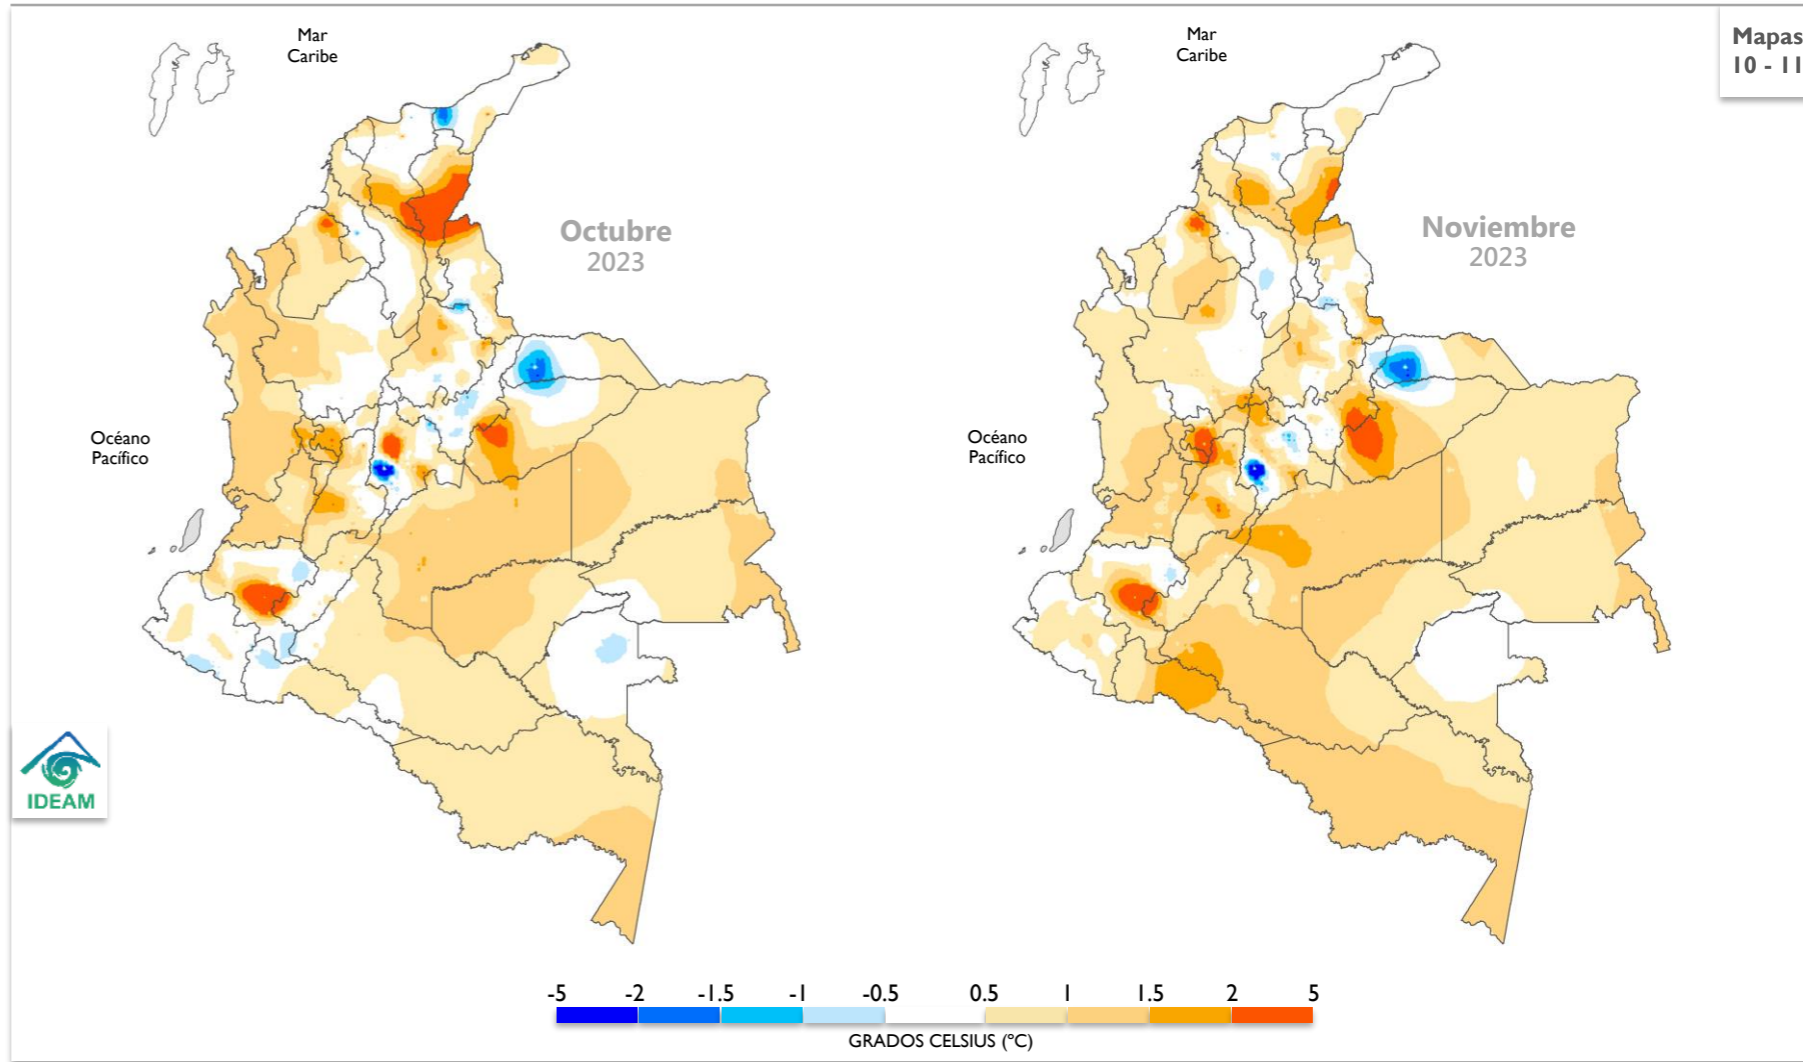 Mar
Caribe
Mar
Caribe
Mapas
10 - 11
Octubre
2023
Noviembre
2023
Océano
Pacífico
Océano
Pacífico
IDEAM
-5 -2 -1.5 -1 -0.5 0.5 1 1.5 2 5
GRADOS CELSIUS (°C)